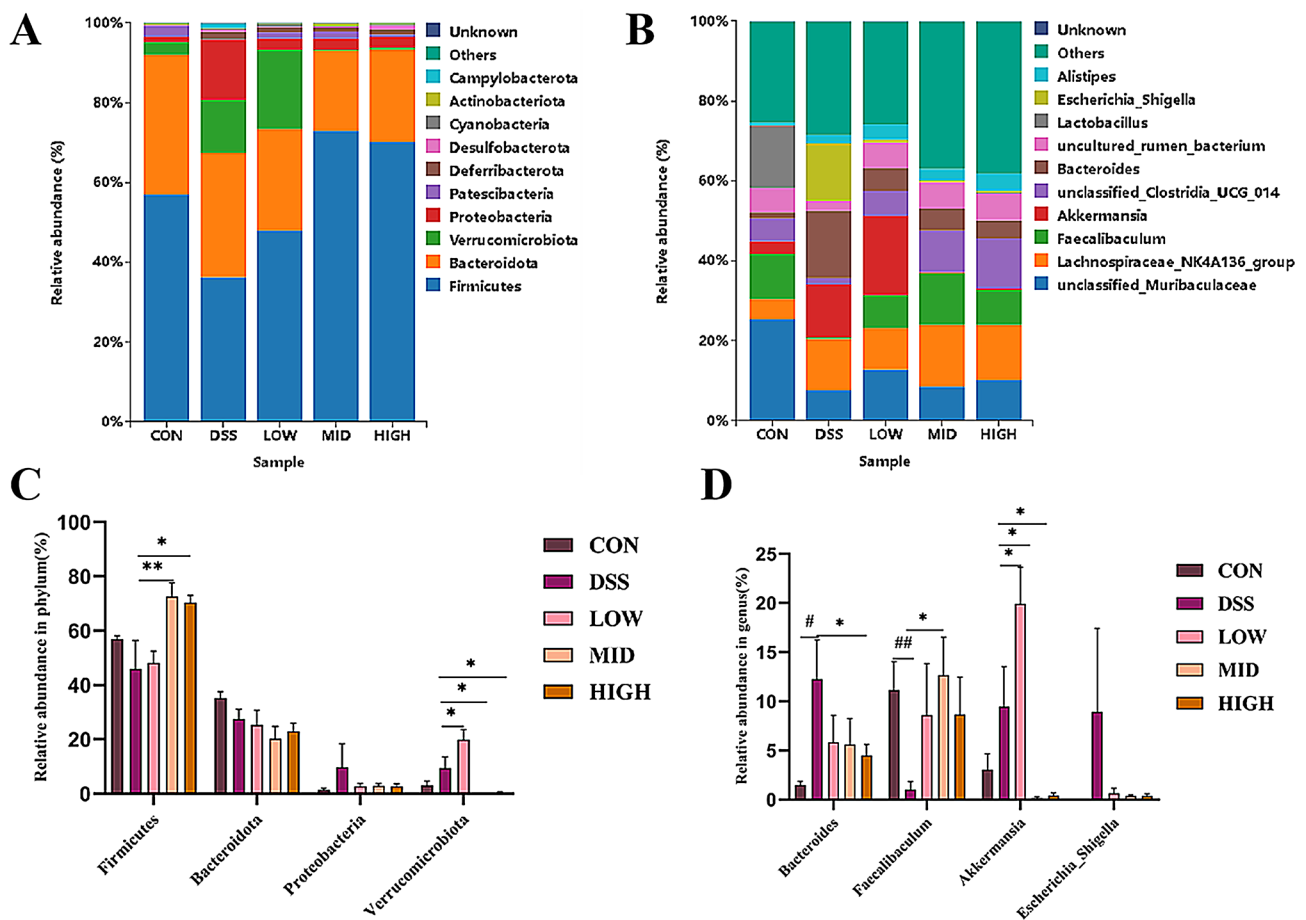 A
100%
80%
60%
40%
20%
0%
Relative abundance (%)
CON DSS LOW MID HIGH
Sample
Unknown
Others
Campylobacterota
Actinobacteriota
Cyanobacteria
Desulfobacterota
Deferribacterota
Patescibacteria
Proteobacteria
Verrucomicrobiota
Bacteroidota
Firmicutes
B
100%
80%
60%
40%
20%
0%
Relative abundance (%)
CON DSS LOW MID HIGH
Sample
Unknown
Others
Alistipes
Escherichia_Shigella
Lactobacillus
uncultured_rumen_bacterium
Bacteroides
unclassified_Clostridia_UCG_014
Akkermansia
Faecalibaculum
Lachnospiraceae_NK4A136_group
unclassified_Muribaculaceae
C
100
80
60
40
20
0
Relative abundance in phylum(%)
*
**
*
*
*
Firmicutes
Bacteroidota
Proteobacteria
Verrucomicrobiota
CON
DSS
LOW
MID
HIGH
D
25
20
15
10
5
0
Relative abundance in genus(%)
# *
## *
*
*
*
Bacteroides
Faecalibaculum
Akkermansia
Escherichia_Shigella
CON
DSS
LOW
MID
HIGH